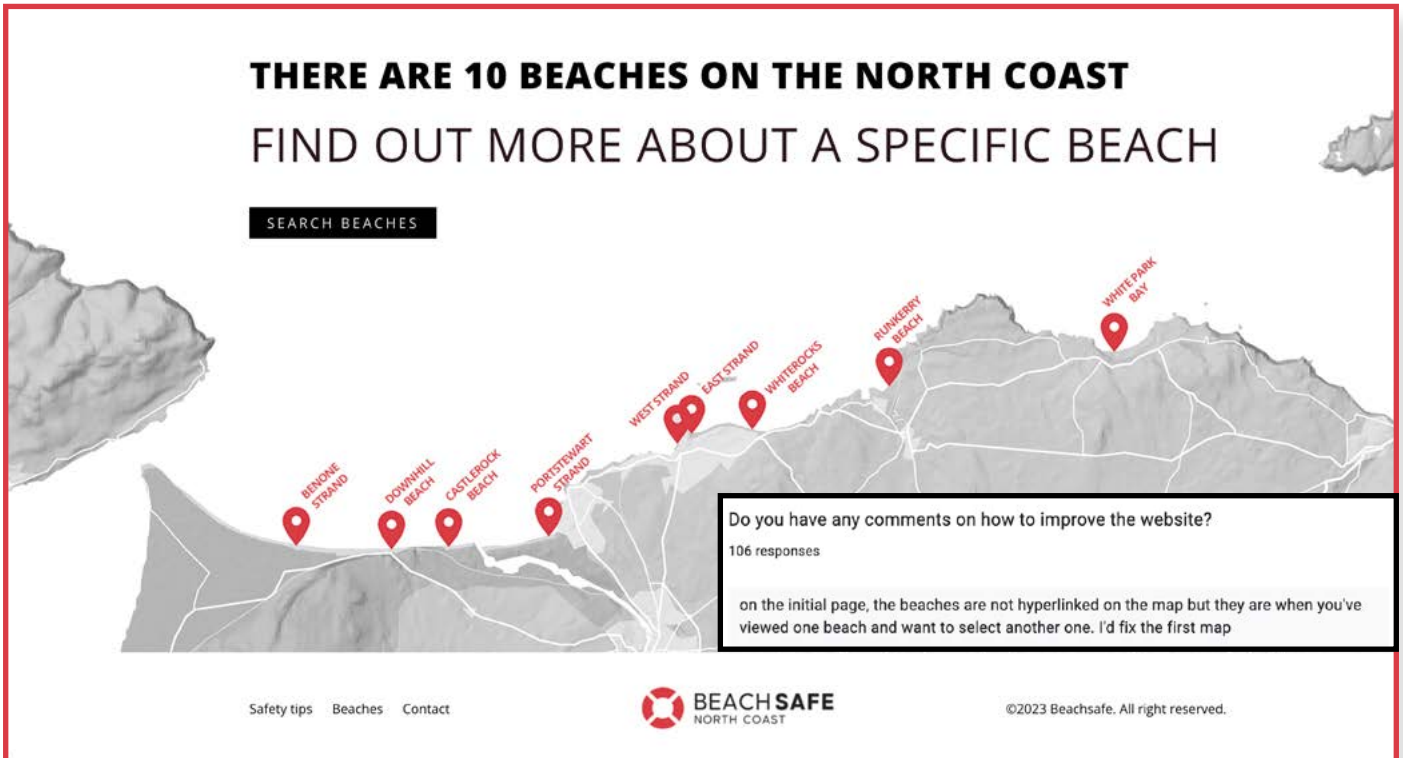 THERE ARE 10 BEACHES ON THE NORTH COAST
FIND OUT MORE ABOUT A SPECIFIC BEACH
SEARCH BEACHES
WHITE PARK
BAY
RUNKERRY
BEACH
EAST STRAND
WHITEROCKS
BEACH
WEST STRAND
PORTSTEWART
STRAND
CASTLEROCK
BEACH
DOWNHILL
BEACH
BENONE
STRAND
Do you have any comments on how to improve the website?
106 responses
on the initial page, the beaches are not hyperlinked on the map but they are when you've
viewed one beach and want to select another one. I'd fix the first map
Safety tips Beaches Contact
BEACHSAFE
NORTH COAST
©2023 Beachsafe. All right reserved.